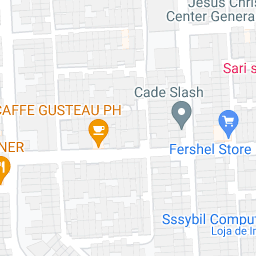 Jesus Chris
Center Genera
Sari s
Cade Slash
CAFFE GUSTEAU PH
Fershel Store
NER
Sssybil Comput
Loja de In